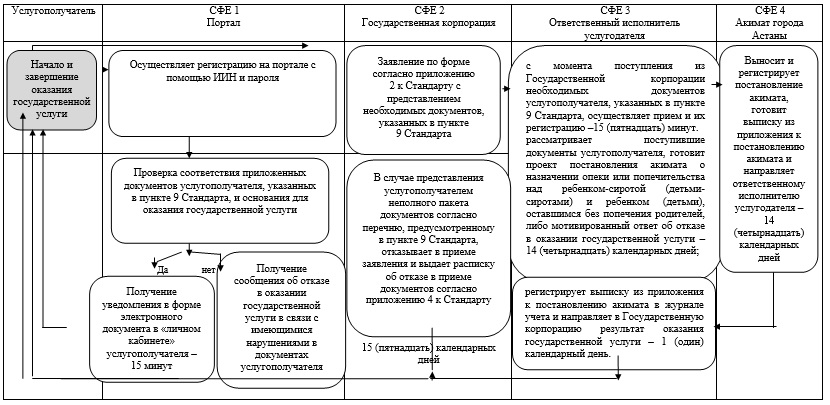 Услугополучатель
СФЕ 1
Портал
СФЕ 2
Государственная корпорация
СФЕ 3
Ответственный исполнитель
услугодателя
СФЕ 4
Акимат города
Астаны
Начало и
завершение
оказания
государственной
услуги
Осуществляет регистрацию на портале с
помощью ИИН и пароля
Проверка соответствия приложенных
документов услугополучателя, указанных
в пункте 9 Стандарта, и основания для
оказания государственной услуги
Да
нет
Получение
уведомления в форме
электронного
документа в «личном
кабинете»
услугополучателя –
15 минут
Получение
сообщения об отказе
в оказании
государственной
услуги в связи с
имеющимися
нарушениями в
документах
услугополучателя
Заявление по форме
согласно приложению
2 к Стандарту с
представлением
необходимых документов,
указанных в пункте
9 Стандарта
В случае представления
услугополучателем
неполного пакета
документов согласно
перечню, предусмотренному
в пункте 9 Стандарта,
отказывает в приеме
заявления и выдает расписку
об отказе в приеме
документов согласно
приложению 4 к Стандарту
15 (пятнадцать) календарных
дней
с момента поступления из
Государственной корпорации
необходимых документов
услугополучателя, указанных в пункте
9 Стандарта, осуществляет прием и их
регистрацию –15 (пятнадцать) минут.
рассматривает поступившие
документы услугополучателя, готовит
проект постановления акимата о
назначении опеки или попечительства
над ребенком-сиротой (детьми-
сиротами) и ребенком (детьми),
оставшимся без попечения родителей,
либо мотивированный ответ об отказе
в оказании государственной услуги –
14 (четырнадцать) календарных дней;
регистрирует выписку из приложения
к постановлению акимата в журнале
учета и направляет в Государственную
корпорацию результат оказания
государственной услуги – 1 (один)
календарный день.
Выносит и
регистрирует
постановление
акимата,
готовит
выписку из
приложения к
постановлению
акимата и
направляет
ответственному
исполнителю
услугодателя –
14
(четырнадцать)
календарных
дней